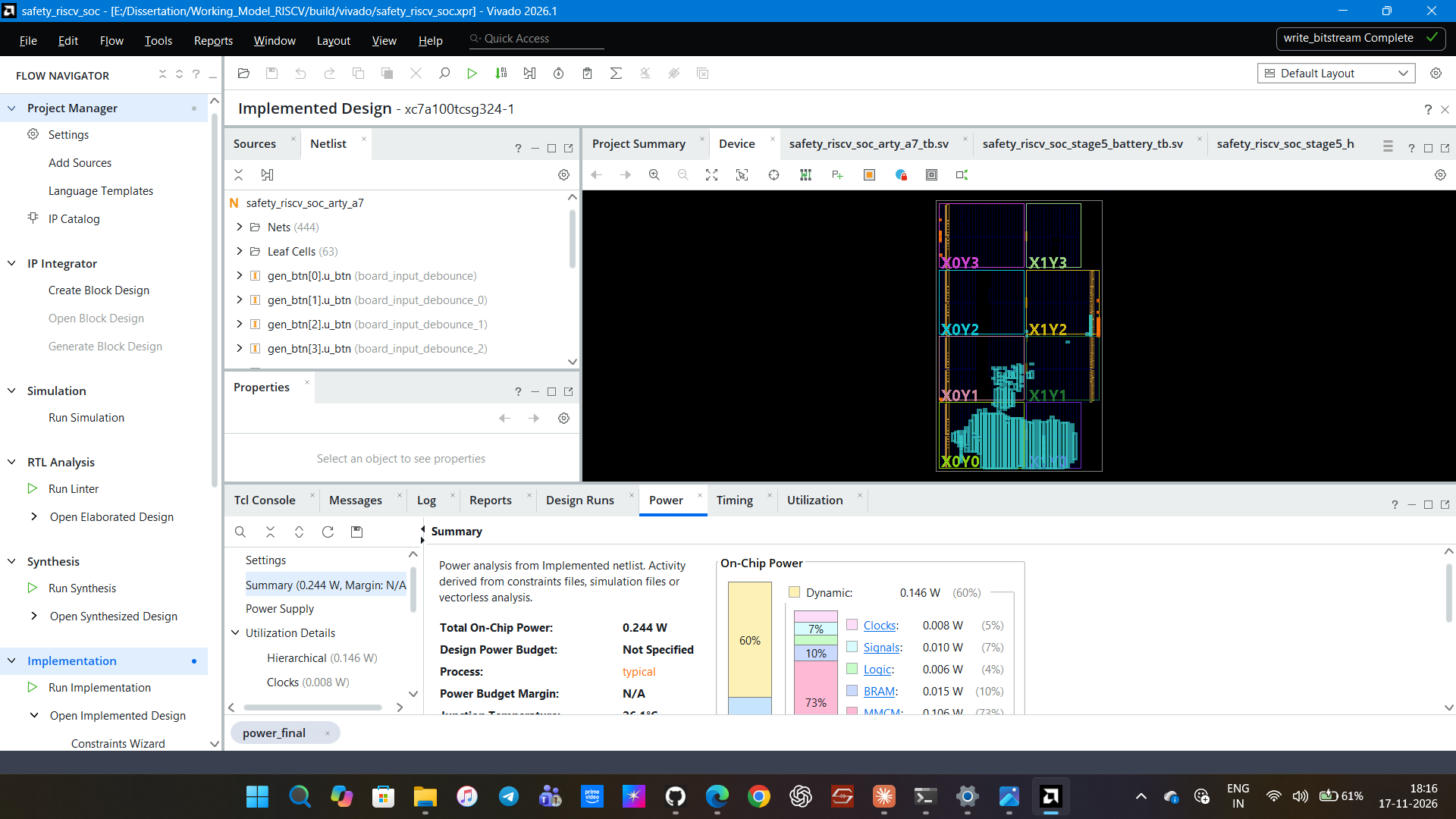 safety_riscv_soc - [E:/Dissertation/Working_Model_RISCV/build/vivado/safety_riscv_soc.xpr] - Vivado 2026.1
File Edit Flow Tools Reports Window Layout View Help Quick Access
write_bitstream Complete
FLOW NAVIGATOR
Default Layout
Project Manager
Settings
Add Sources
Language Templates
IP Catalog
IP Integrator
Create Block Design
Open Block Design
Generate Block Design
Simulation
Run Simulation
RTL Analysis
Run Linter
Open Elaborated Design
Synthesis
Run Synthesis
Open Synthesized Design
Implementation
Run Implementation
Open Implemented Design
Constraints Wizard
Implemented Design - xc7a100tcsg324-1
Sources Netlist
safety_riscv_soc_arty_a7
Nets (444)
Leaf Cells (63)
gen_btn[0].u_btn (board_input_debounce)
gen_btn[1].u_btn (board_input_debounce_0)
gen_btn[2].u_btn (board_input_debounce_1)
gen_btn[3].u_btn (board_input_debounce_2)
Properties
Select an object to see properties
Project Summary Device safety_riscv_soc_arty_a7_tb.sv safety_riscv_soc_stage5_battery_tb.sv safety_riscv_soc_stage5_h
X0Y3 X1Y3
X0Y2 X1Y2
X0Y1 X1Y1
X0Y0 X1Y0
Tcl Console Messages Log Reports Design Runs Power Timing Utilization
Settings
Summary (0.244 W, Margin: N/A
Power Supply
Utilization Details
Hierarchical (0.146 W)
Clocks (0.008 W)
Summary
Power analysis from Implemented netlist. Activity
derived from constraints files, simulation files or
vectorless analysis.
Total On-Chip Power: 0.244 W
Design Power Budget: Not Specified
Process: typical
Power Budget Margin: N/A
Junction Temperature: 26.1°C
On-Chip Power
Dynamic: 0.146 W (60%)
60%
7%
10%
73%
Clocks: 0.008 W (5%)
Signals: 0.010 W (7%)
Logic: 0.006 W (4%)
BRAM: 0.015 W (10%)
MMCM: 0.106 W (73%)
power_final
prime video
ENG
IN
61%
18:16
17-11-2026